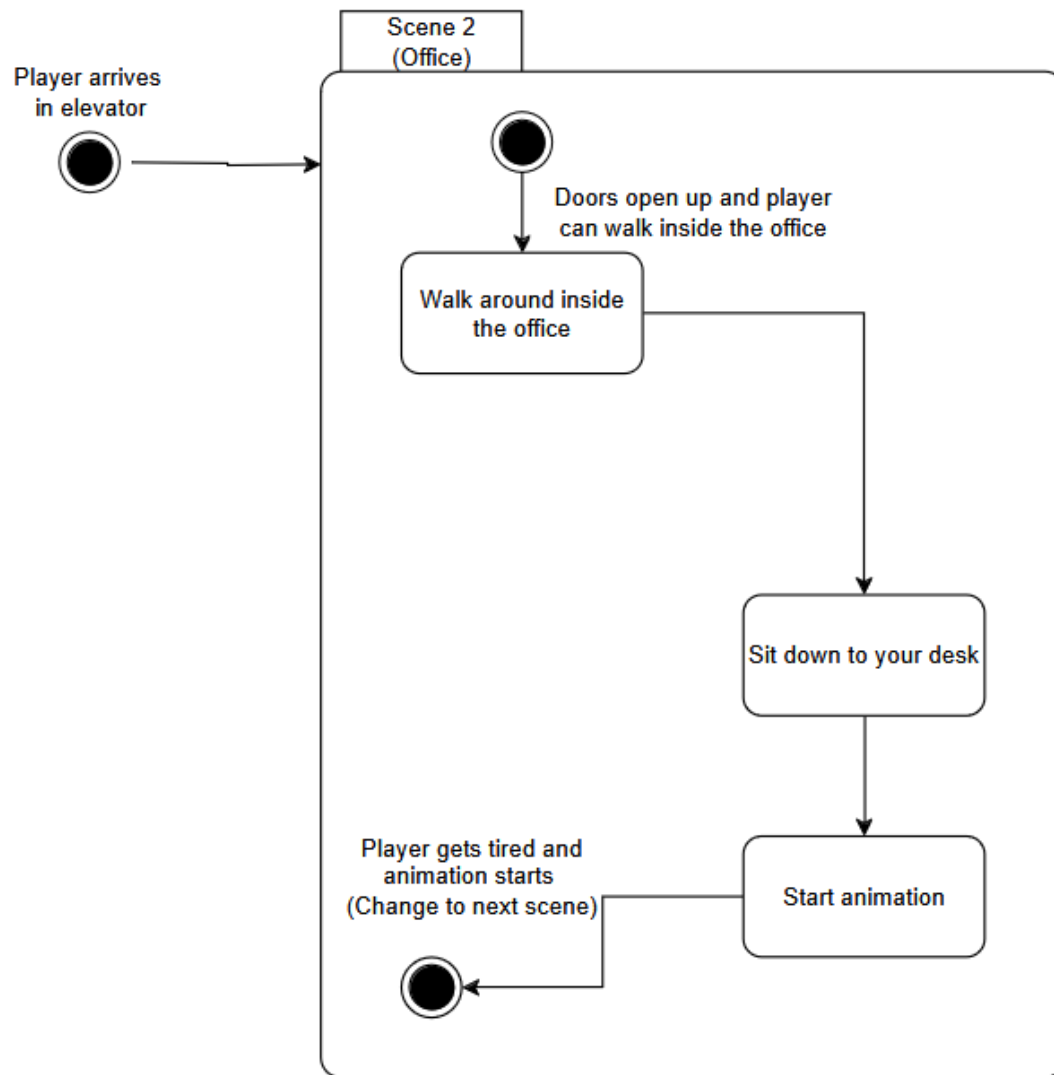 Scene 2
(Office)
Player arrives
in elevator
Doors open up and player
can walk inside the office
Walk around inside
the office
Sit down to your desk
Player gets tired and
animation starts
(Change to next scene)
Start animation